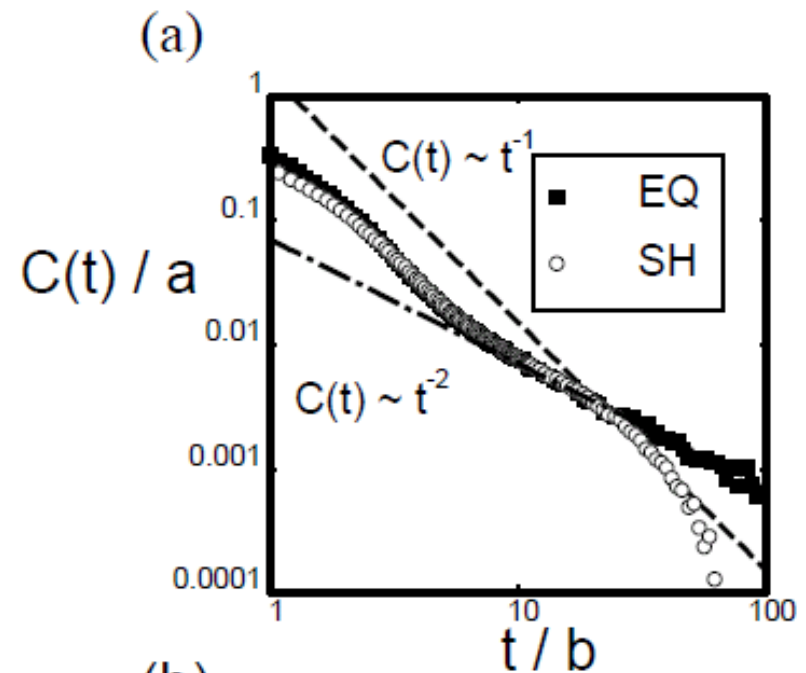 (a)
1
C(t) ~ t⁻¹
EQ
0.1
SH
C(t) / a
0.01
C(t) ~ t⁻²
0.001
0.0001
1 10 100
t / b